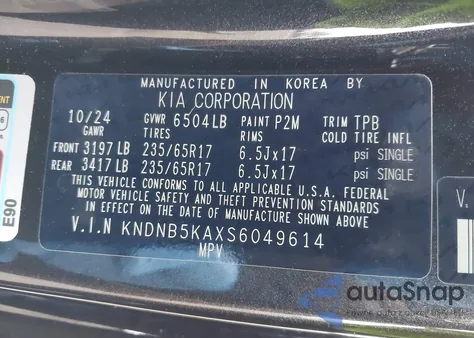 MANUFACTURED IN KOREA BY
KIA CORPORATION
10/24 GVWR 6504LB PAINT P2M TRIM TPB
GAWR TIRES RIMS COLD TIRE INFL
FRONT 3197 LB 235/65R17 6.5Jx17 psi SINGLE
REAR 3417 LB 235/65R17 6.5Jx17 psi SINGLE
THIS VEHICLE CONFORMS TO ALL APPLICABLE U.S.A. FEDERAL
MOTOR VEHICLE SAFETY AND THEFT PREVENTION STANDARDS
IN EFFECT ON THE DATE OF MANUFACTURE SHOWN ABOVE
V.I.N KNDNB5KAXS6049614
MPV
E90
V.
autoSnap